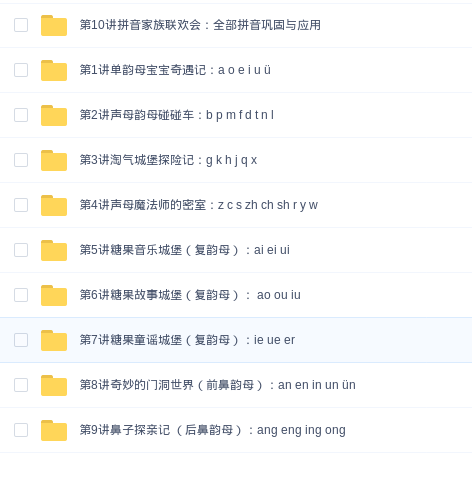 第10讲拼音家族联欢会：全部拼音巩固与应用
第1讲单韵母宝宝奇遇记：a o e i u ü
第2讲声母韵母碰碰车：b p m f d t n l
第3讲淘气城堡探险记：g k h j q x
第4讲声母魔法师的密室：z c s zh ch sh r y w
第5讲糖果音乐城堡（复韵母）：ai ei ui
第6讲糖果故事城堡（复韵母）： ao ou iu
第7讲糖果童谣城堡（复韵母）：ie ue er
第8讲奇妙的门洞世界（前鼻韵母）：an en in un ün
第9讲鼻子探亲记 （后鼻韵母）：ang eng ing ong